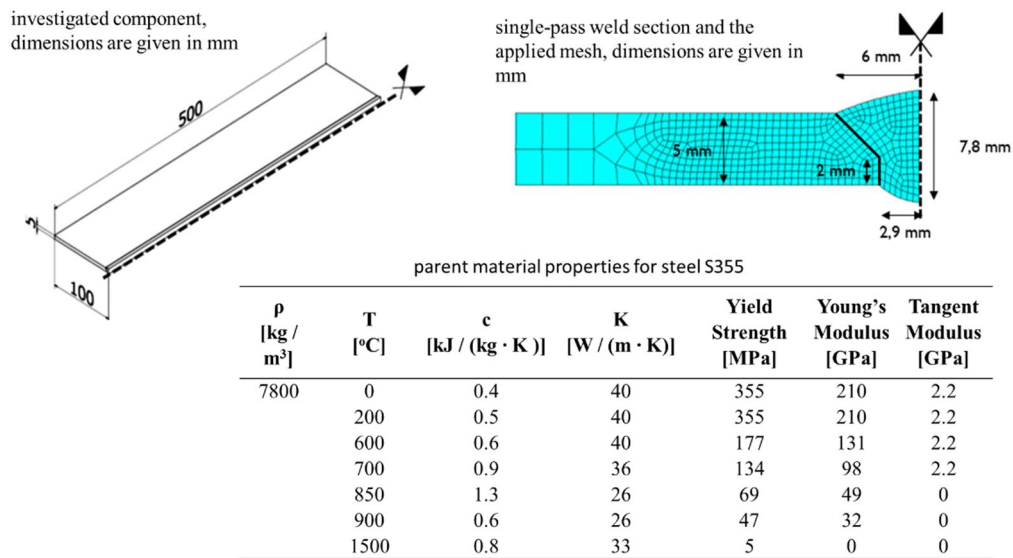 investigated component,
dimensions are given in mm
500
5
100
single-pass weld section and the
applied mesh, dimensions are given in
mm
6 mm
5 mm
2 mm
7,8 mm
2,9 mm
parent material properties for steel S355
ρ [kg / m³] T [ºC] c [kJ / (kg · K )] K [W / (m · K)] Yield Strength [MPa] Young’s Modulus [GPa] Tangent Modulus [GPa]
7800 0 0.4 40 355 210 2.2
200 0.5 40 355 210 2.2
600 0.6 40 177 131 2.2
700 0.9 36 134 98 2.2
850 1.3 26 69 49 0
900 0.6 26 47 32 0
1500 0.8 33 5 0 0